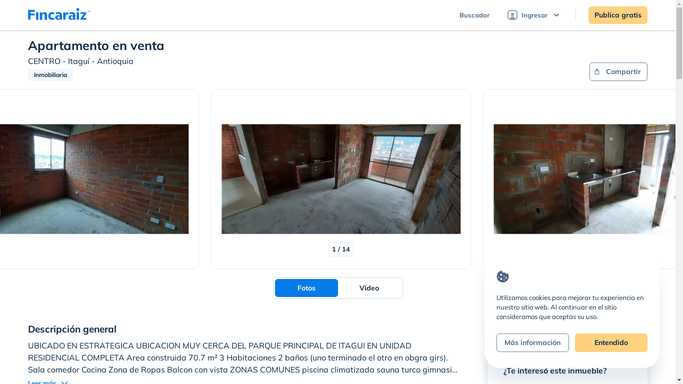 Fincaraiz
Buscador
Ingresar
Publica gratis
Apartamento en venta
CENTRO - Itagui - Antioquia
Inmobiliaria
Compartir
1 / 14
Fotos
Video
Utilizamos cookies para mejorar tu experiencia en
nuestro sitio web. Al continuar en el sitio
consideramos que aceptas su uso.
Más información
Entendido
¿Te interesó este inmueble?
Descripción general
UBICADO EN ESTRATEGICA UBICACION MUY CERCA DEL PARQUE PRINCIPAL DE ITAGUI EN UNIDAD
RESIDENCIAL COMPLETA Area construida 70.7 m² 3 Habitaciones 2 baños (uno terminado el otro en obgra girs).
Sala comedor Cocina Zona de Ropas Balcon con vista ZONAS COMUNES piscina climatizada sauna turco gimnasi...
Leer más